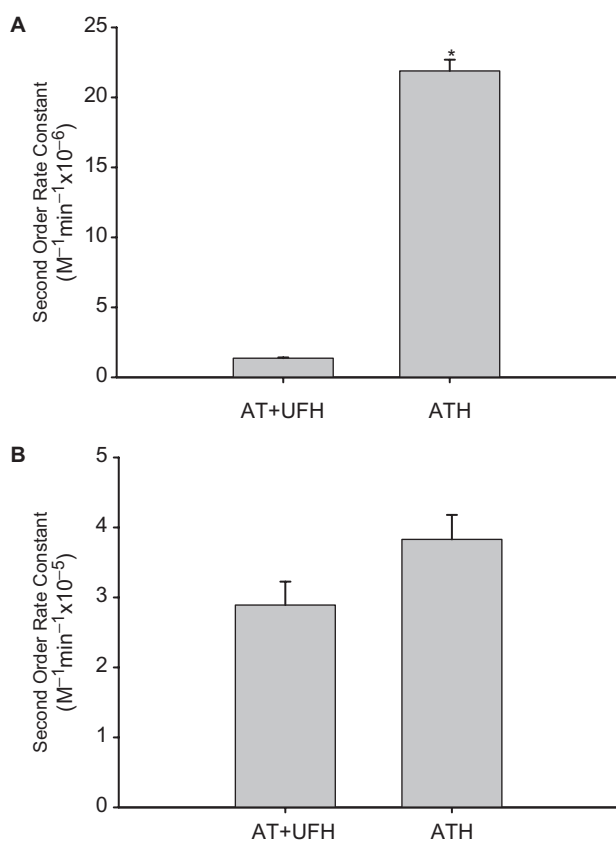 A
Second Order Rate Constant
(M⁻¹min⁻¹x10⁻⁶)
25
20
15
10
5
0
*
AT+UFH
ATH
B
Second Order Rate Constant
(M⁻¹min⁻¹x10⁻⁵)
5
4
3
2
1
0
AT+UFH
ATH